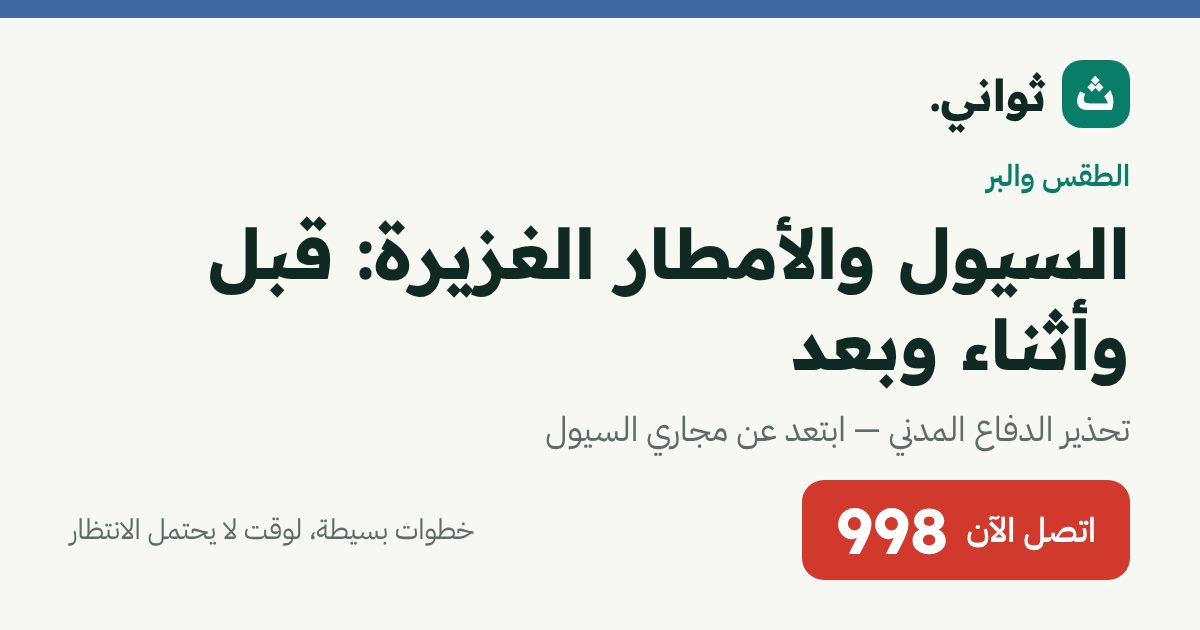 ث
ثواني.
الطقس والبر
السيول والأمطار الغزيرة: قبل
وأثناء وبعد
تحذير الدفاع المدني — ابتعد عن مجاري السيول
اتصل الآن 998
خطوات بسيطة، لوقت لا يحتمل الانتظار